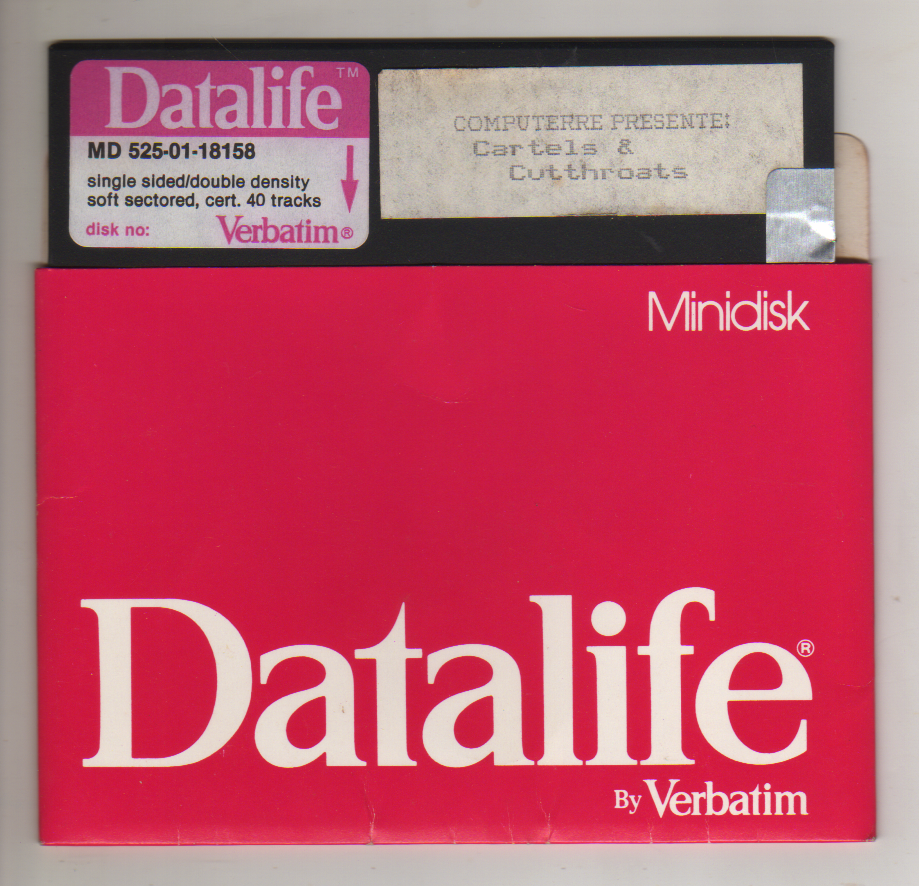 Datalife™
MD 525-01-18158
single sided/double density
soft sectored, cert. 40 tracks
disk no: Verbatim®
COMPUTERRE PRESENTE:
Cartels &
Cutthroats
Minidisk
Datalife®
By Verbatim